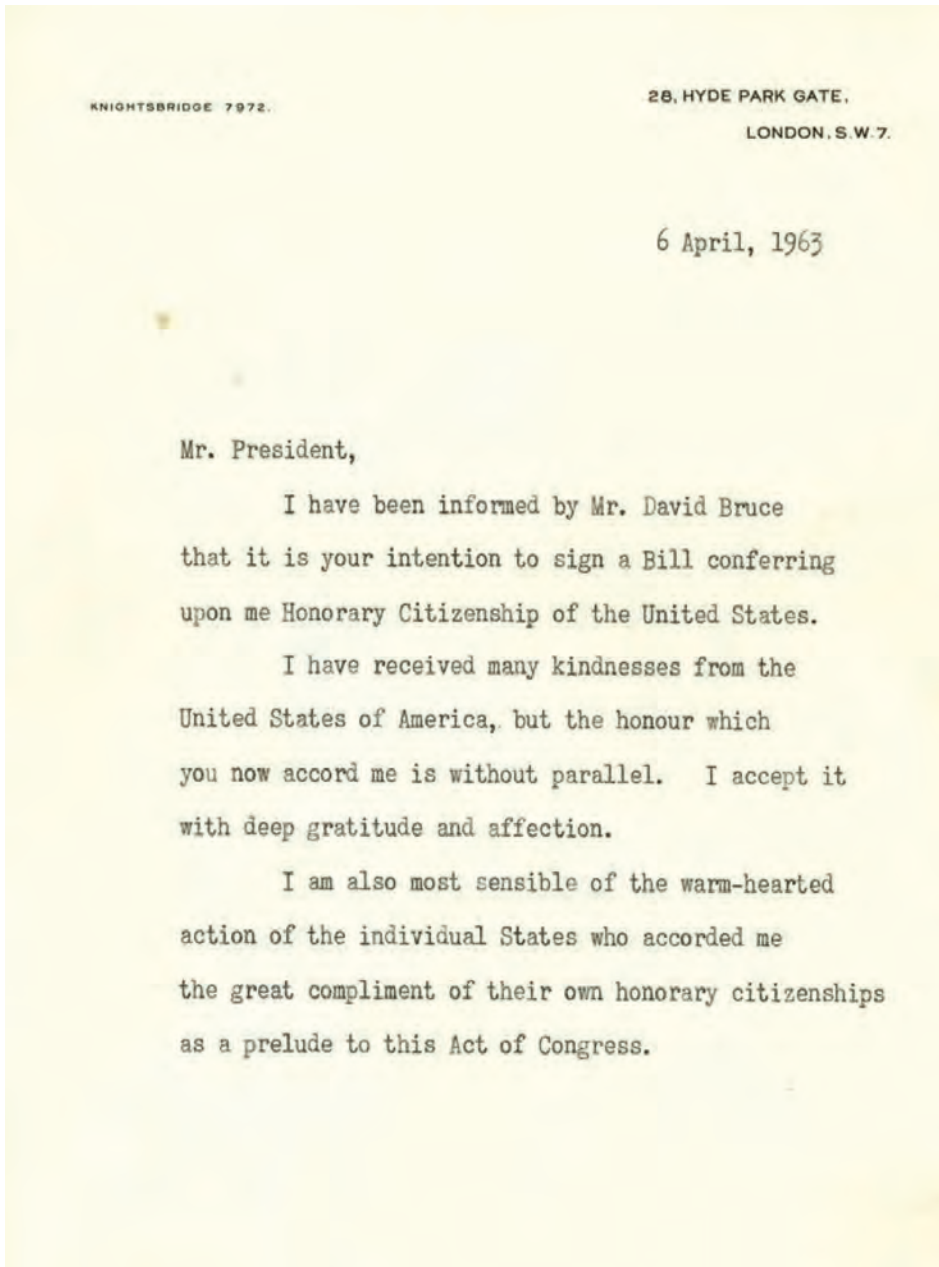 KNIGHTSBRIDGE 7972.
28, HYDE PARK GATE,
LONDON, S.W.7.
6 April, 1963
Mr. President,
I have been informed by Mr. David Bruce
that it is your intention to sign a Bill conferring
upon me Honorary Citizenship of the United States.
I have received many kindnesses from the
United States of America, but the honour which
you now accord me is without parallel. I accept it
with deep gratitude and affection.
I am also most sensible of the warm-hearted
action of the individual States who accorded me
the great compliment of their own honorary citizenships
as a prelude to this Act of Congress.